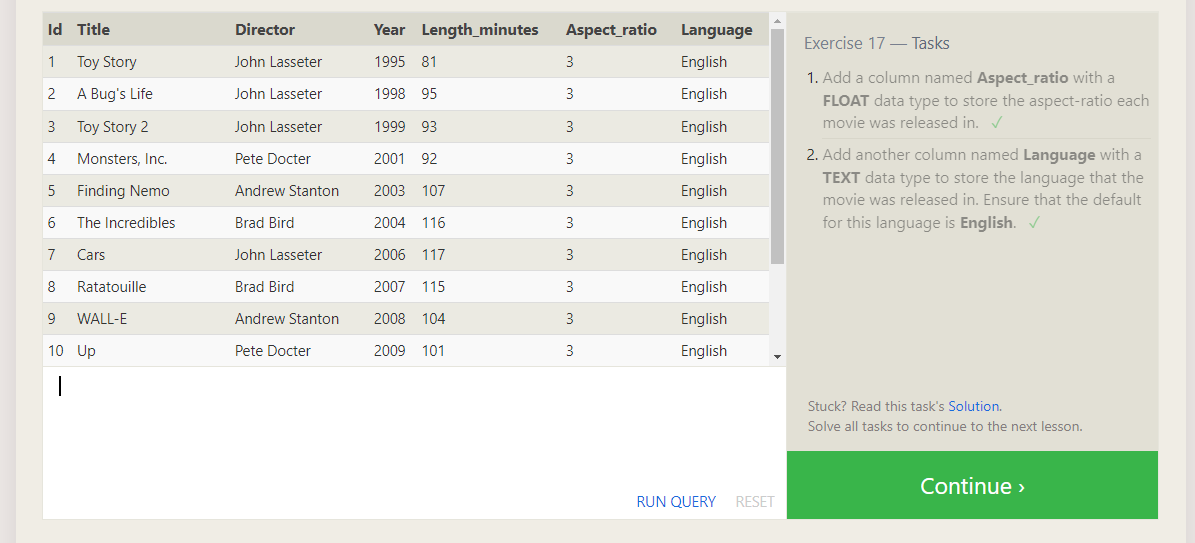 Id Title Director Year Length_minutes Aspect_ratio Language
1 Toy Story John Lasseter 1995 81 3 English
2 A Bug's Life John Lasseter 1998 95 3 English
3 Toy Story 2 John Lasseter 1999 93 3 English
4 Monsters, Inc. Pete Docter 2001 92 3 English
5 Finding Nemo Andrew Stanton 2003 107 3 English
6 The Incredibles Brad Bird 2004 116 3 English
7 Cars John Lasseter 2006 117 3 English
8 Ratatouille Brad Bird 2007 115 3 English
9 WALL-E Andrew Stanton 2008 104 3 English
10 Up Pete Docter 2009 101 3 English
RUN QUERY RESET
Exercise 17 — Tasks
1. Add a column named Aspect_ratio with a
FLOAT data type to store the aspect-ratio each
movie was released in. ✓
2. Add another column named Language with a
TEXT data type to store the language that the
movie was released in. Ensure that the default
for this language is English. ✓
Stuck? Read this task's Solution.
Solve all tasks to continue to the next lesson.
Continue ›